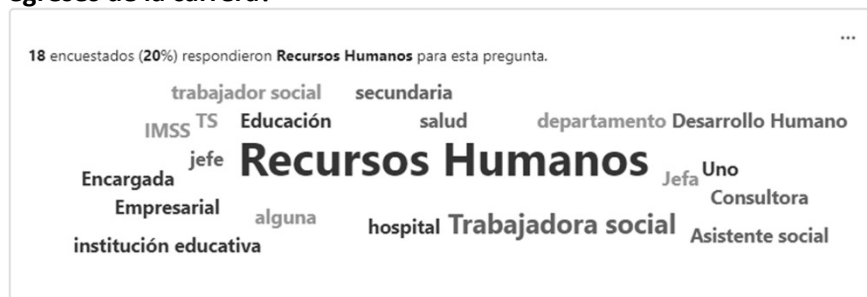 egreses de la carrera?
...
18 encuestados (20%) respondieron Recursos Humanos para esta pregunta.
trabajador social secundaria
IMSS TS Educación salud departamento Desarrollo Humano
Encargada jefe Recursos Humanos Jefa Uno
Consultora
Empresarial alguna hospital Trabajadora social Asistente social
institución educativa